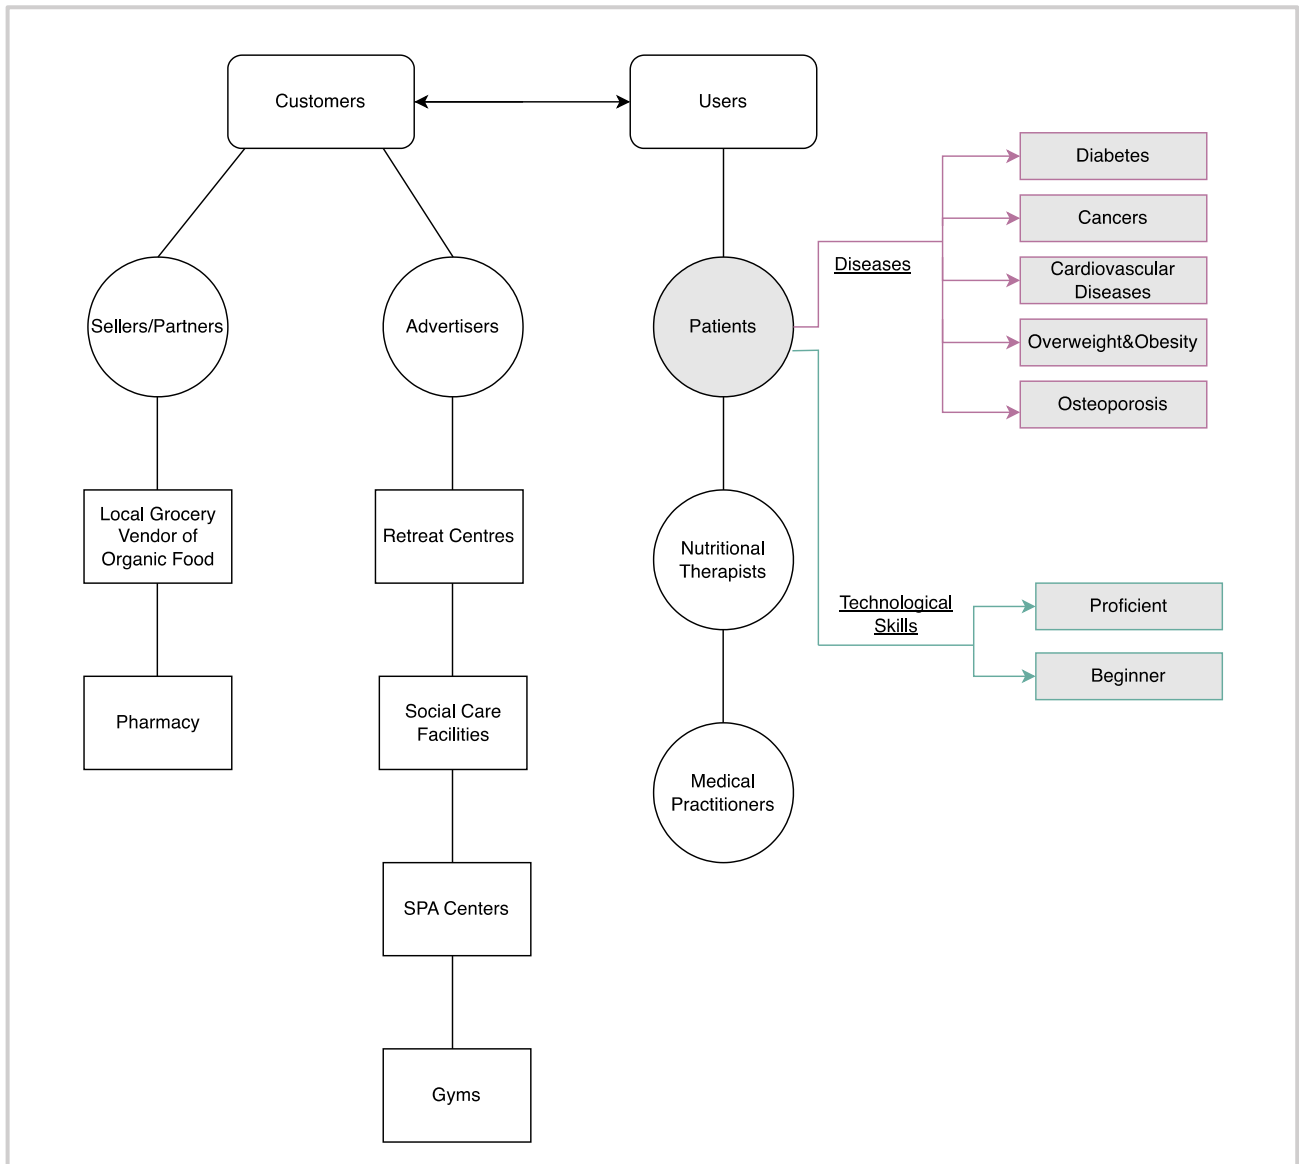 Customers
Users
Diabetes
Cancers
Diseases
Cardiovascular
Diseases
Sellers/Partners
Advertisers
Patients
Overweight&Obesity
Osteoporosis
Local Grocery
Vendor of
Organic Food
Retreat Centres
Nutritional
Therapists
Technological
Skills
Proficient
Beginner
Pharmacy
Social Care
Facilities
Medical
Practitioners
SPA Centers
Gyms